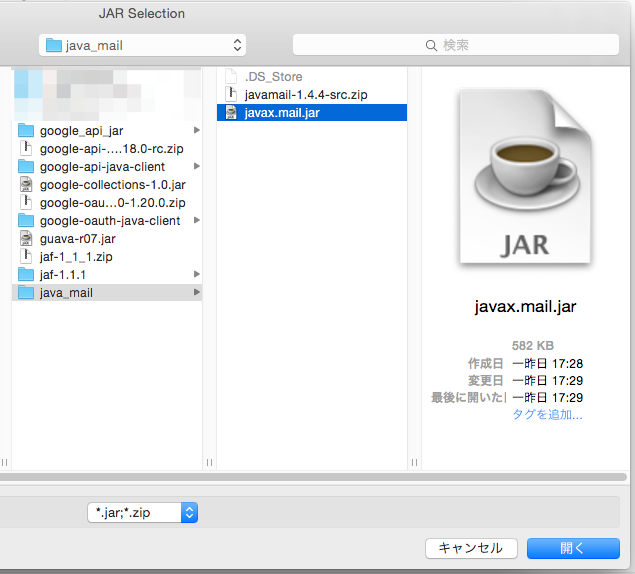 JAR Selection
java_mail
検索
google_api_jar
google-api-....18.0-rc.zip
google-api-java-client
google-collections-1.0.jar
google-oau...0-1.20.0.zip
google-oauth-java-client
guava-r07.jar
jaf-1_1_1.zip
jaf-1.1.1
java_mail
.DS_Store
javamail-1.4.4-src.zip
javax.mail.jar
JAR
javax.mail.jar
582 KB
作成日 一昨日 17:28
変更日 一昨日 17:29
最後に開いた 一昨日 17:29
タグを追加...
*.jar;*.zip
キャンセル
開く